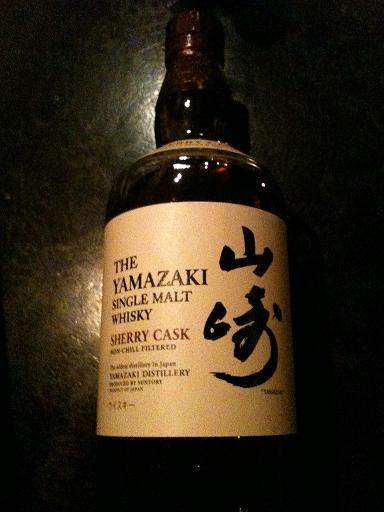 THE
YAMAZAKI
SINGLE MALT
WHISKY
SHERRY CASK
NON-CHILL FILTERED
The oldest distillery in Japan
YAMAZAKI DISTILLERY
PRODUCED BY SUNTORY
PRODUCT OF JAPAN
ウイスキー
山崎
"YAMAZAKI"